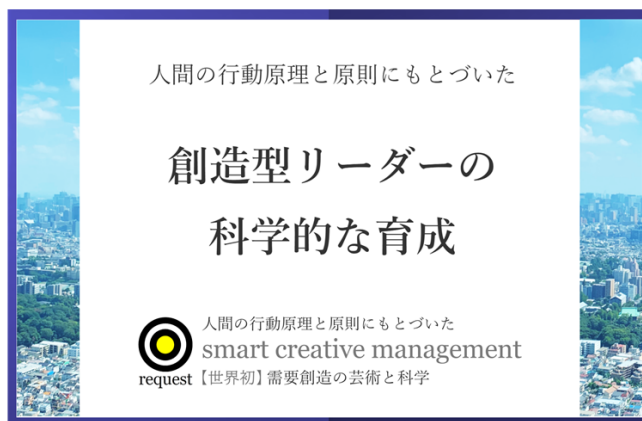 人間の行動原理と原則にもとづいた
創造型リーダーの
科学的な育成
人間の行動原理と原則にもとづいた
smart creative management
request【世界初】需要創造の芸術と科学